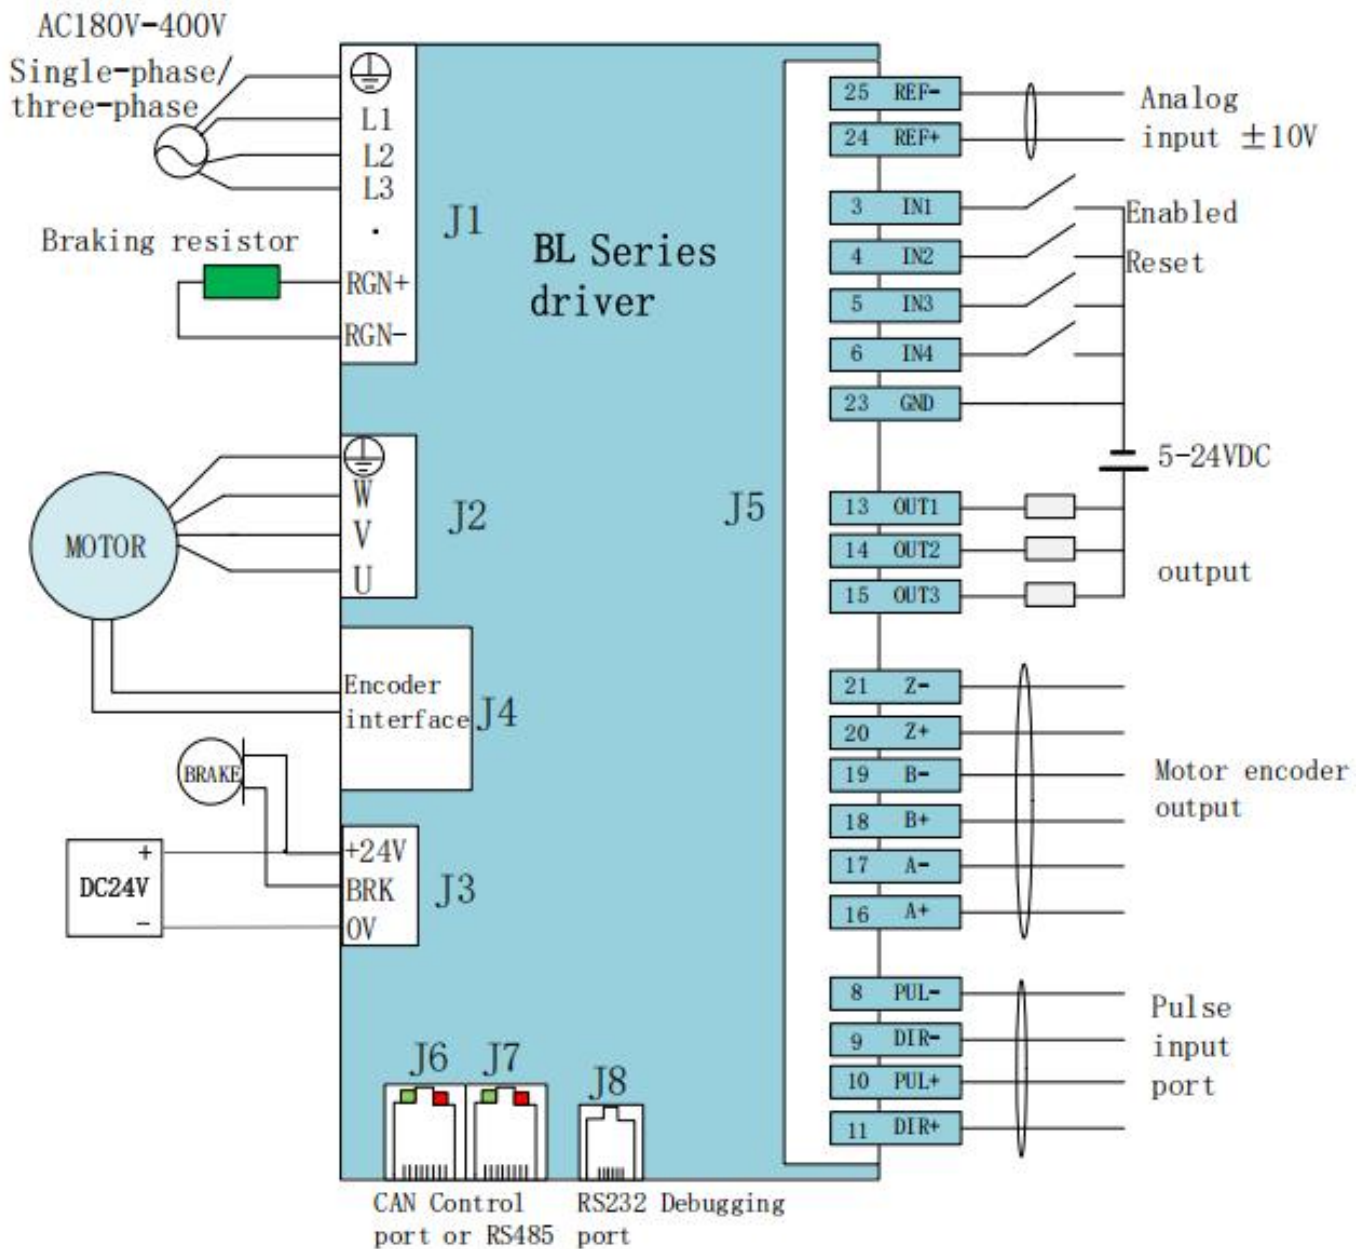 AC180V-400V
Single-phase/
three-phase
L1
L2
L3
.
J1
Braking resistor
RGN+
RGN-
BL Series
driver
W
V
U
J2
MOTOR
Encoder
interface
J4
BRAKE
+
DC24V
-
+24V
BRK
0V
J3
J5
25 REF-
24 REF+
Analog
input ±10V
3 IN1
Enabled
4 IN2
Reset
5 IN3
6 IN4
23 GND
5-24VDC
13 OUT1
14 OUT2
15 OUT3
output
21 Z-
20 Z+
19 B-
18 B+
17 A-
16 A+
Motor encoder
output
8 PUL-
9 DIR-
10 PUL+
11 DIR+
Pulse
input
port
J6
J7
J8
CAN Control
port or RS485
RS232 Debugging
port